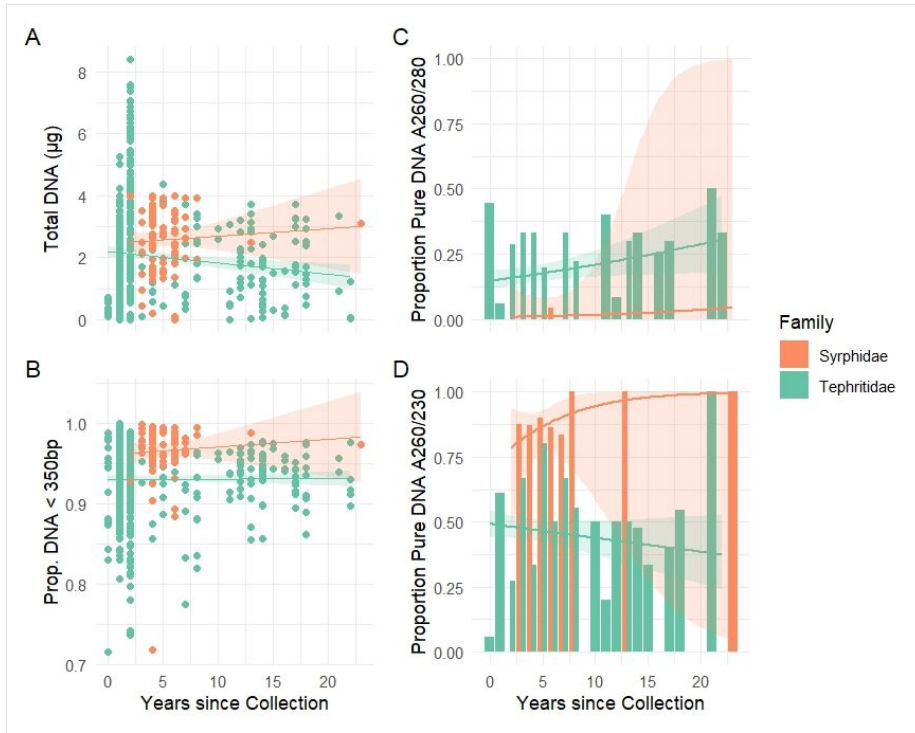 A
Total DNA (µg)
8
6
4
2
0
B
Prop. DNA < 350bp
1.0
0.9
0.8
0.7
0
5
10
15
20
Years since Collection
C
Proportion Pure DNA A260/280
1.00
0.75
0.50
0.25
0.00
D
Proportion Pure DNA A260/230
1.00
0.75
0.50
0.25
0.00
0
5
10
15
20
Years since Collection
Family
Syrphidae
Tephritidae